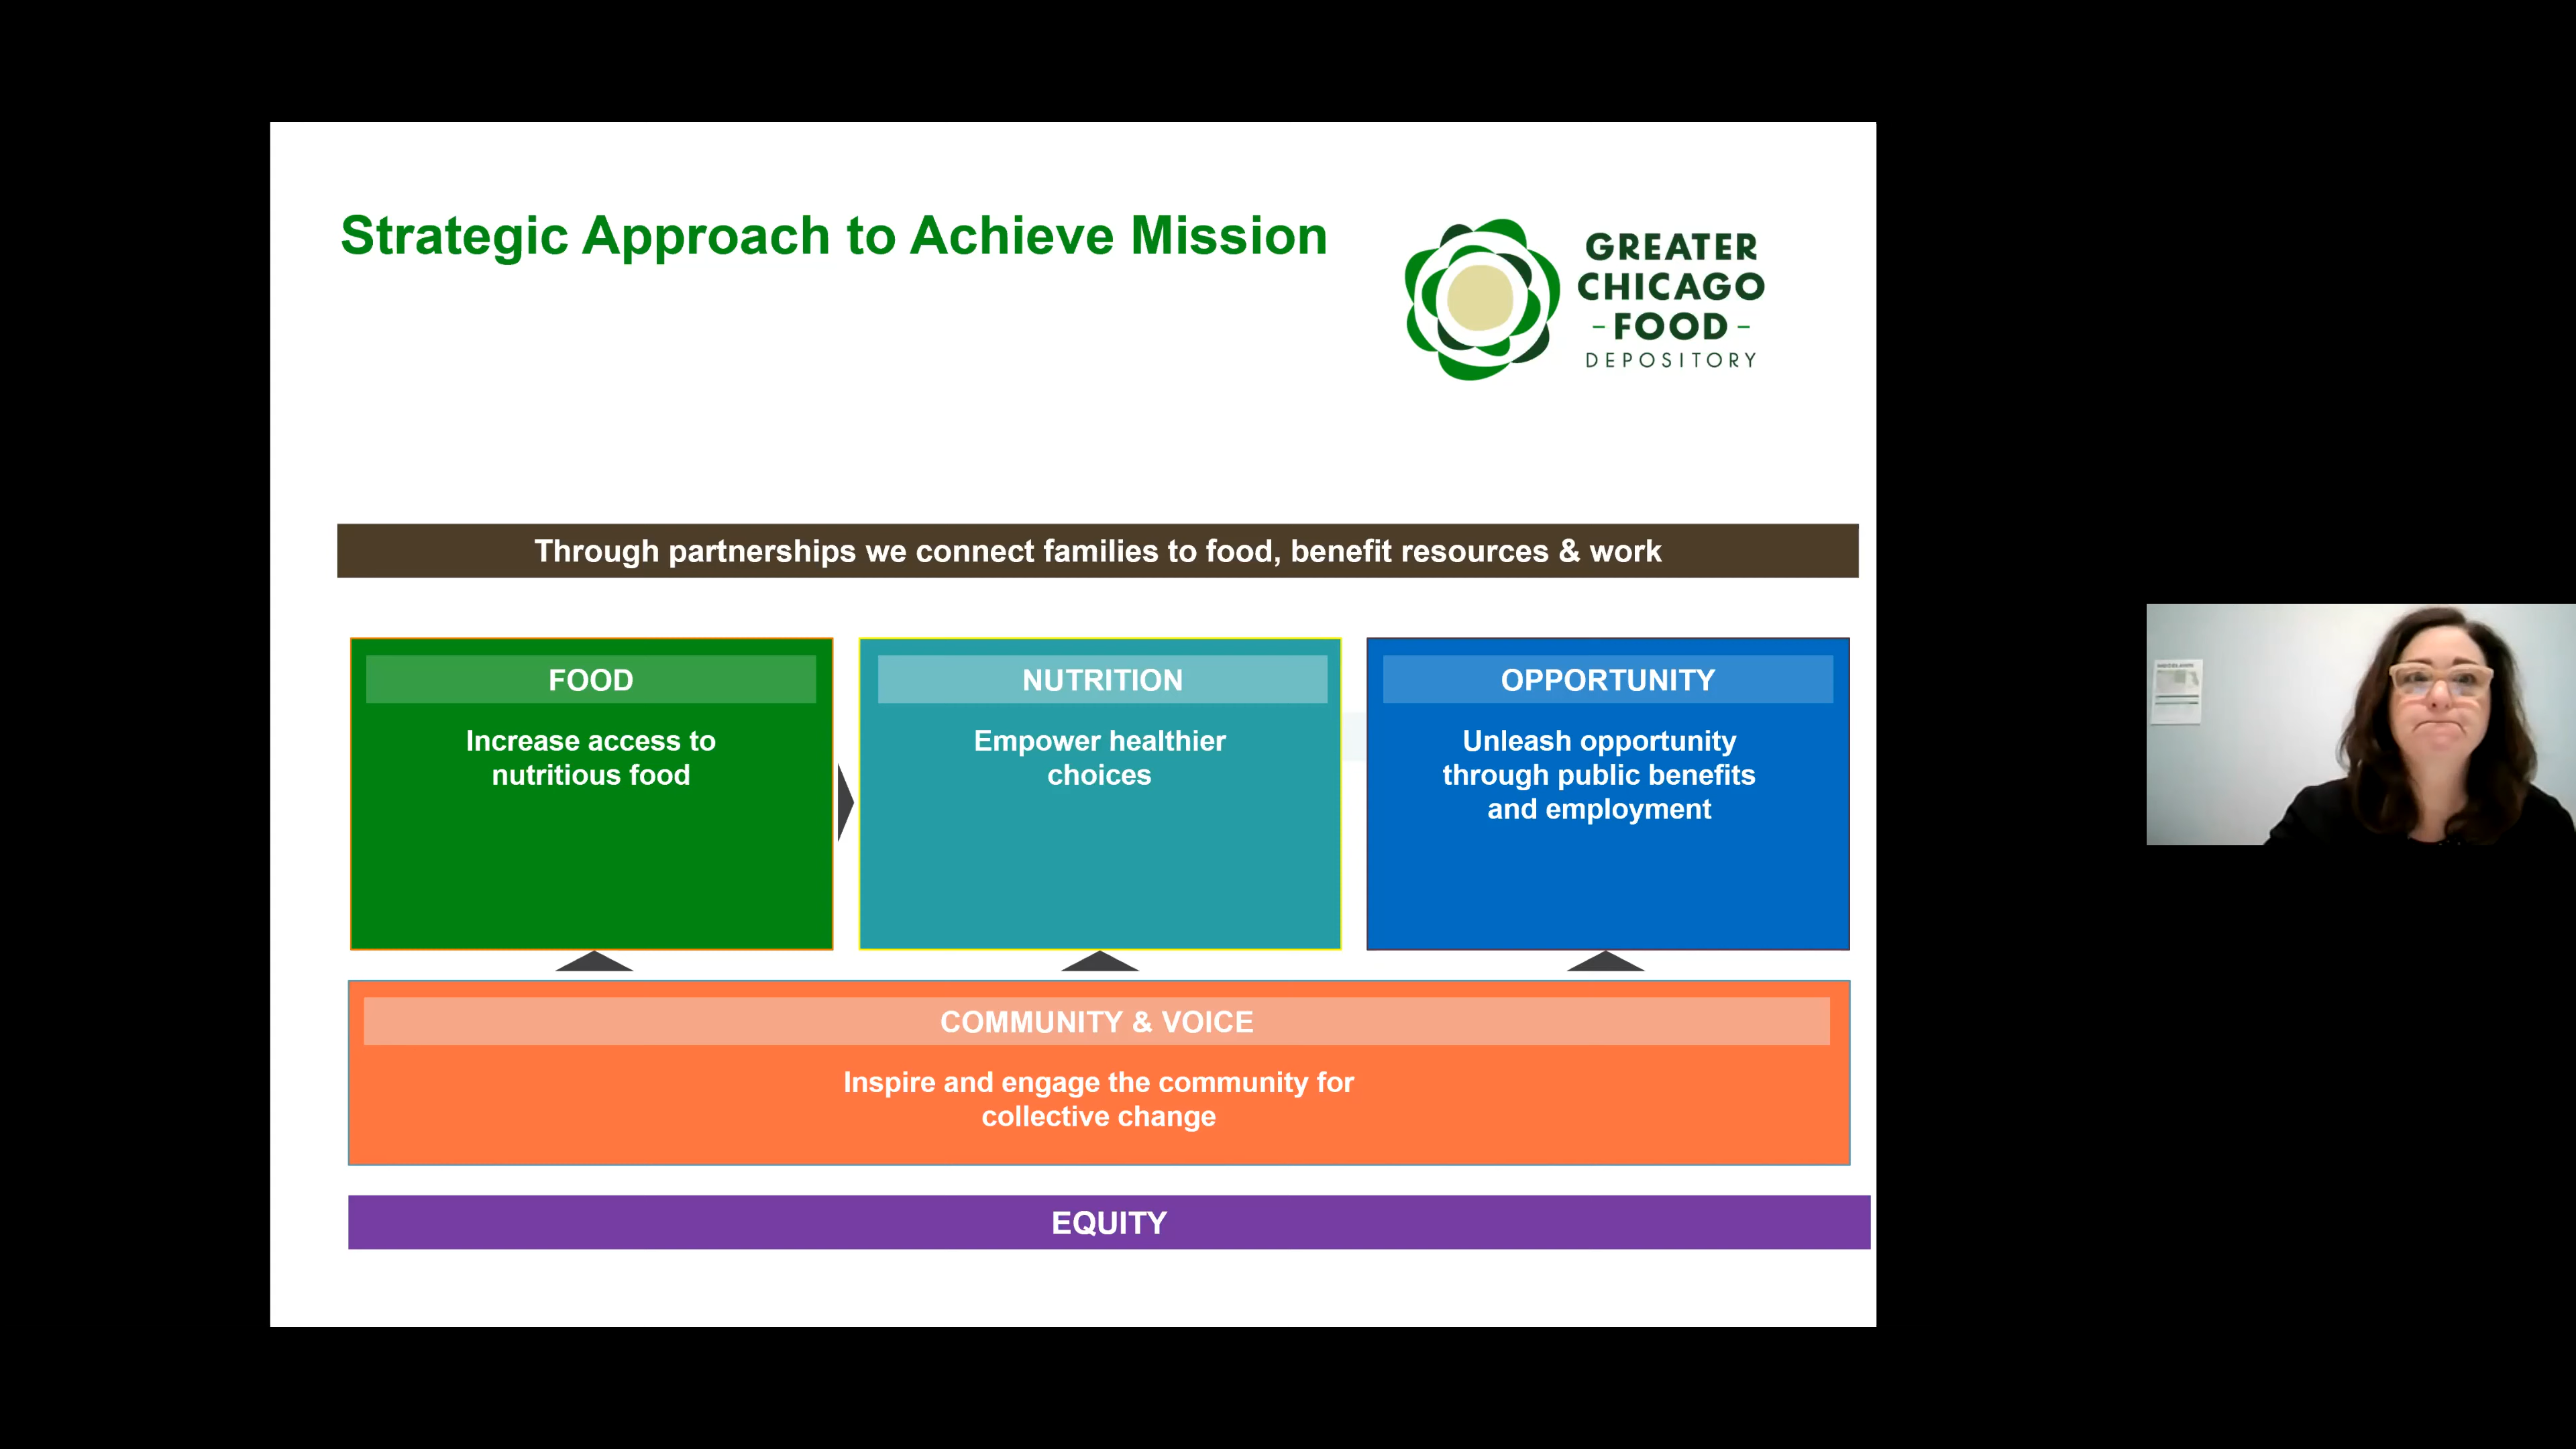 Strategic Approach to Achieve Mission
GREATER
CHICAGO
- FOOD -
DEPOSITORY
Through partnerships we connect families to food, benefit resources & work
FOOD
Increase access to
nutritious food
NUTRITION
Empower healthier
choices
OPPORTUNITY
Unleash opportunity
through public benefits
and employment
COMMUNITY & VOICE
Inspire and engage the community for
collective change
EQUITY